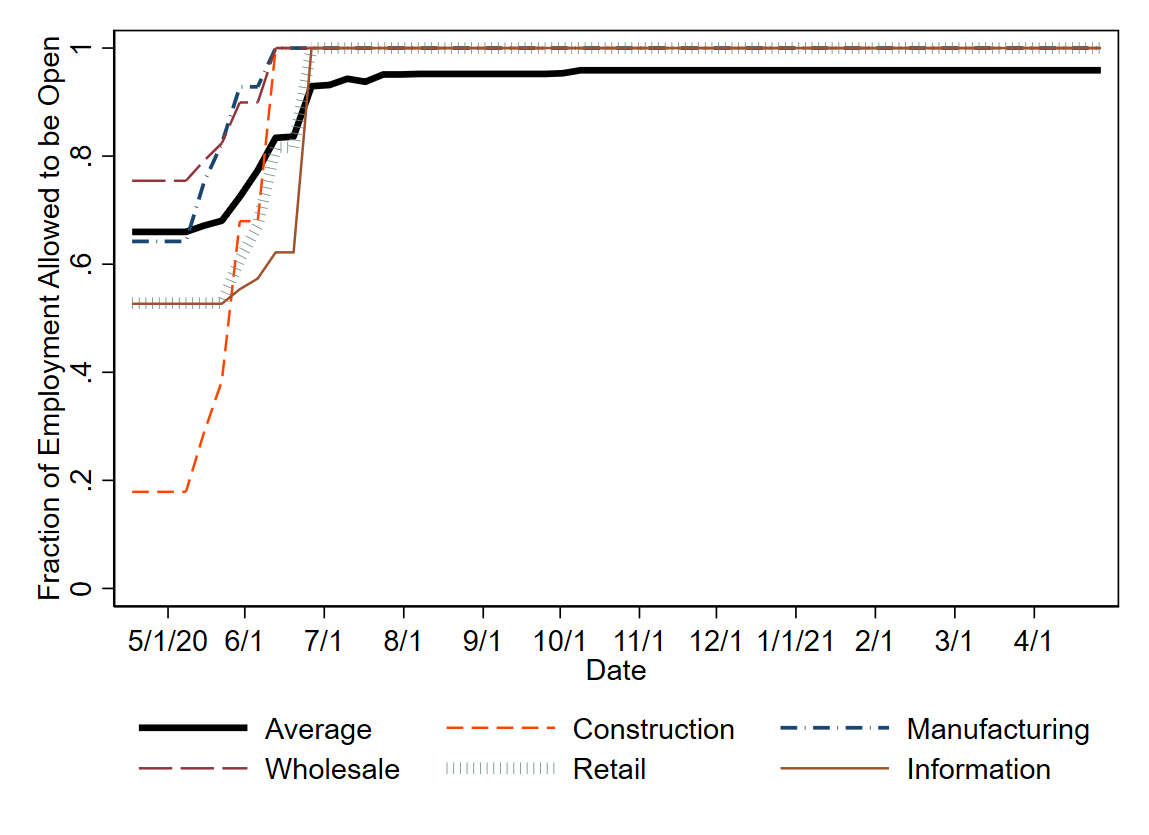 Fraction of Employment Allowed to be Open
1
.8
.6
.4
.2
0
5/1/20 6/1 7/1 8/1 9/1 10/1 11/1 12/1 1/1/21 2/1 3/1 4/1
Date
Average Construction Manufacturing
Wholesale Retail Information